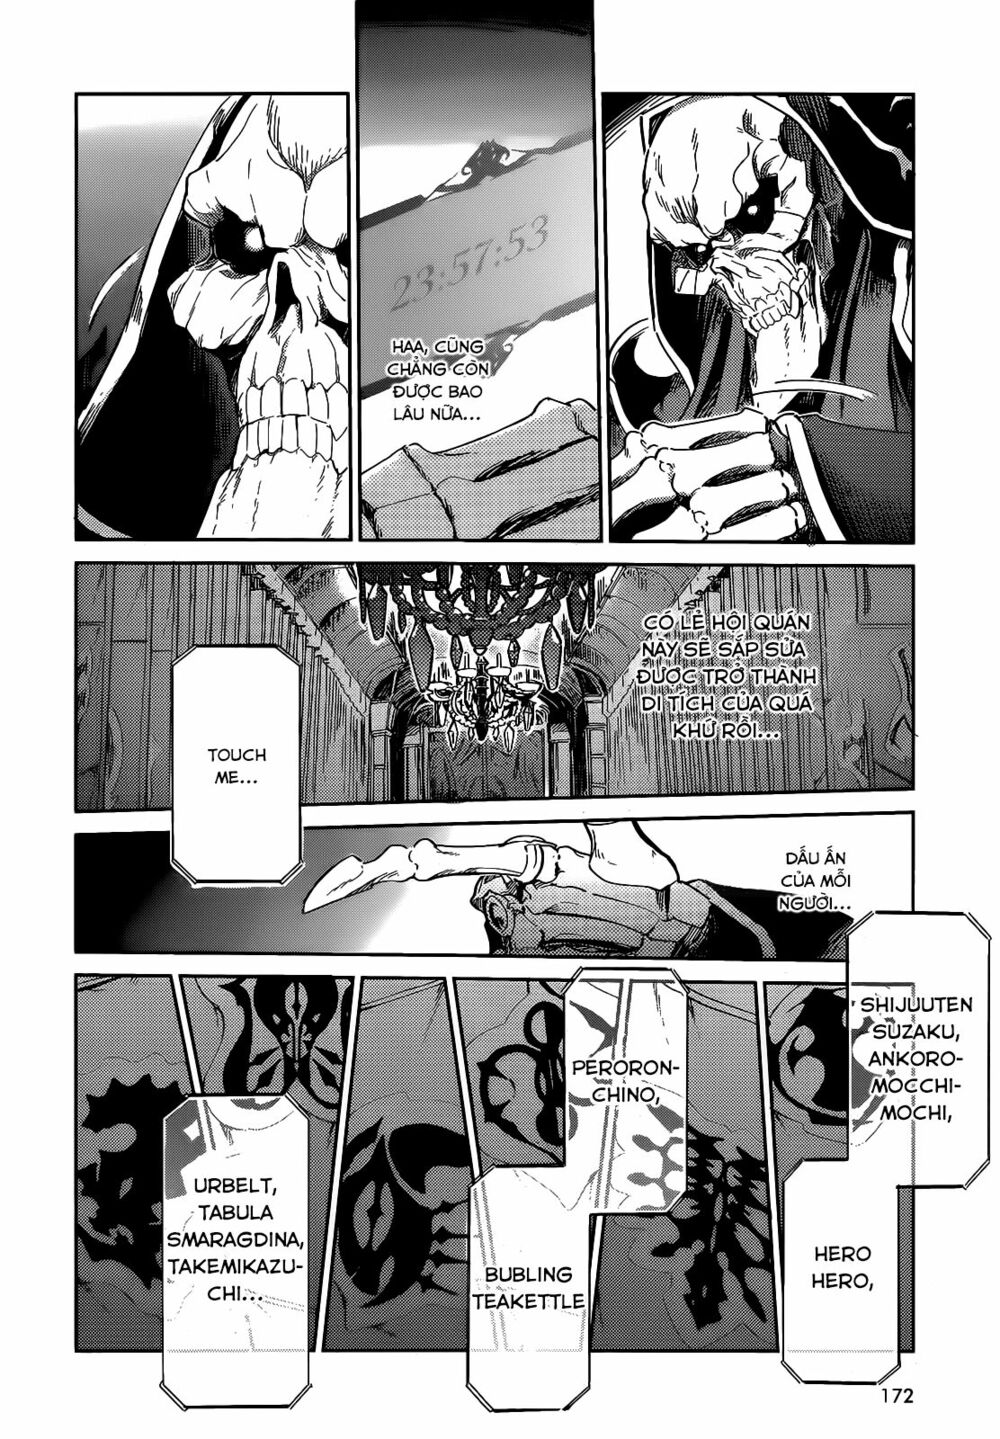 23:57:53
HAA, CŨNG
CHẲNG CÒN
ĐƯỢC BAO
LÂU NỮA...
CÓ LẼ HỘI QUÁN
NÀY SẼ SẮP SỬA
ĐƯỢC TRỞ THÀNH
DI TÍCH CỦA QUÁ
KHỨ RỒI...
TOUCH
ME...
DẤU ẤN
CỦA MỖI
NGƯỜI...
SHIJUUTEN
SUZAKU,
ANKORO-
MOCCHI-
MOCHI,
HERO
HERO,
PERORON-
CHINO,
BUBLING
TEAKETTLE
URBELT,
TABULA
SMARAGDINA,
TAKEMIKAZU-
CHI...
172